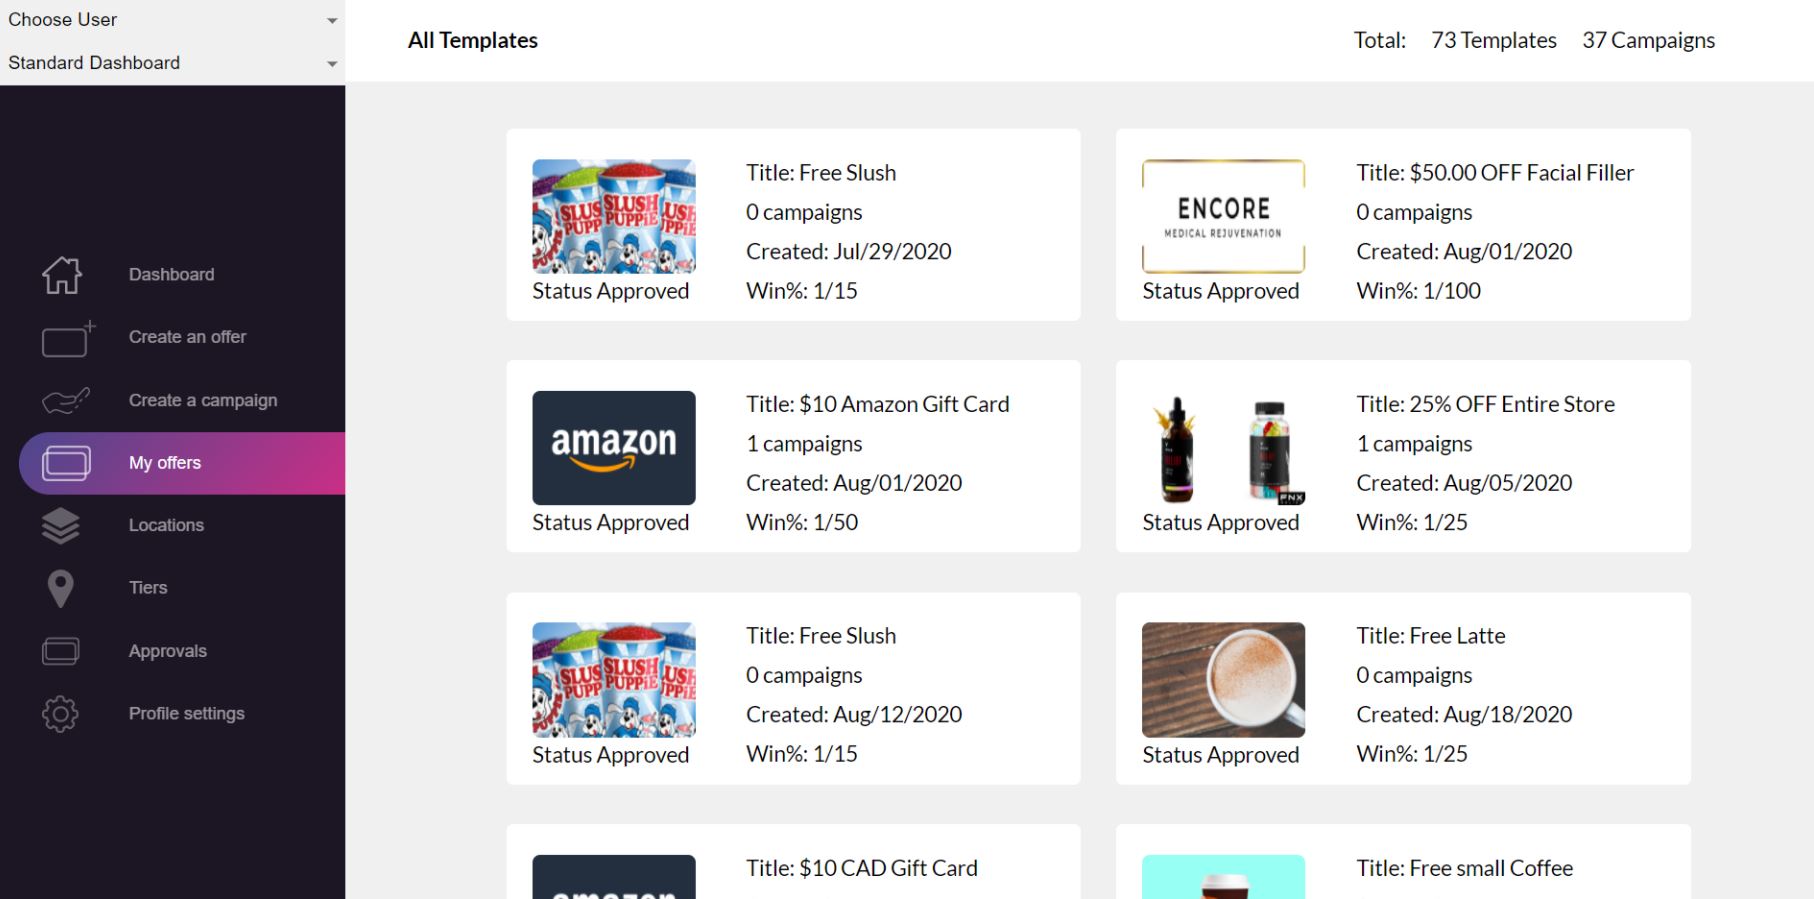 Choose User
Standard Dashboard
All Templates
Total: 73 Templates 37 Campaigns
Dashboard
Create an offer
Create a campaign
My offers
Locations
Tiers
Approvals
Profile settings
SLUSH PUPPiE
Status Approved
Title: Free Slush
0 campaigns
Created: Jul/29/2020
Win%: 1/15
ENCORE
MEDICAL REJUVENATION
Status Approved
Title: $50.00 OFF Facial Filler
0 campaigns
Created: Aug/01/2020
Win%: 1/100
amazon
Status Approved
Title: $10 Amazon Gift Card
1 campaigns
Created: Aug/01/2020
Win%: 1/50
FNX
Status Approved
Title: 25% OFF Entire Store
1 campaigns
Created: Aug/05/2020
Win%: 1/25
SLUSH PUPPiE
Status Approved
Title: Free Slush
0 campaigns
Created: Aug/12/2020
Win%: 1/15
Status Approved
Title: Free Latte
0 campaigns
Created: Aug/18/2020
Win%: 1/25
amazon
Title: $10 CAD Gift Card
Title: Free small Coffee